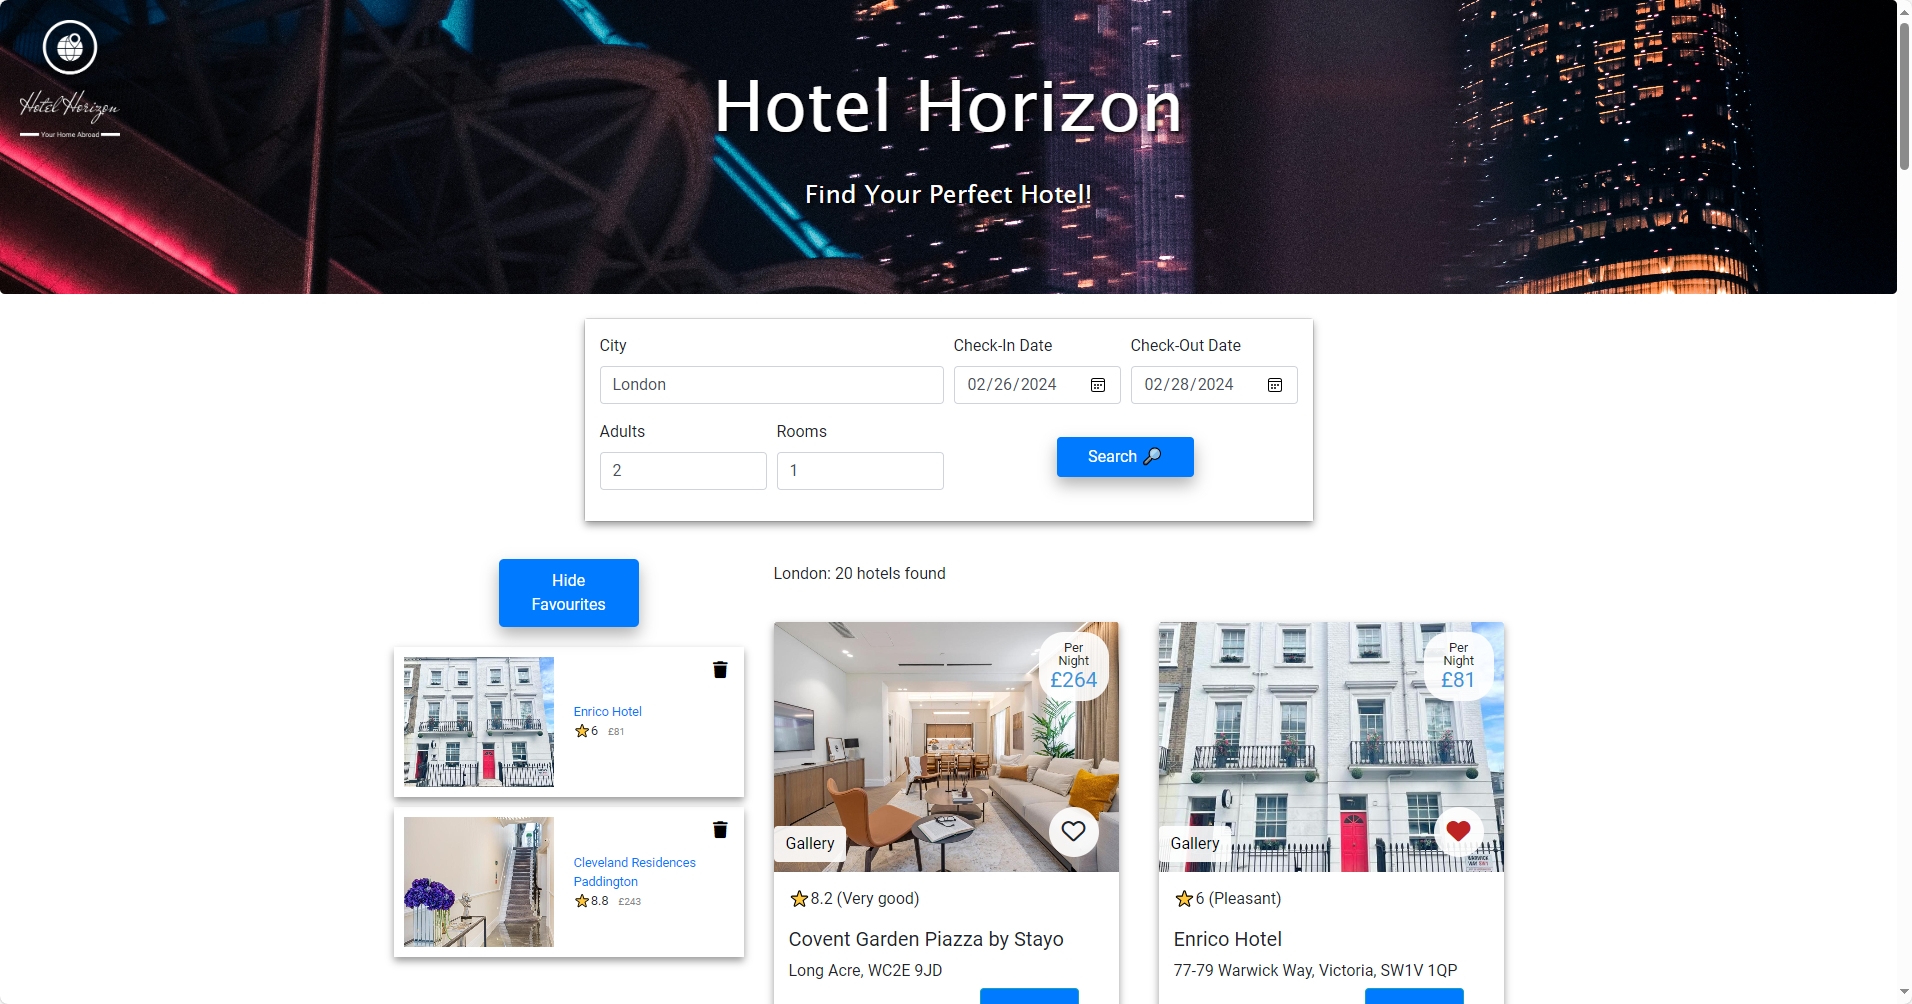 Hotel Horizon
Your Home Abroad
Hotel Horizon
Find Your Perfect Hotel!
City
Check-In Date
Check-Out Date
London
02/26/2024
02/28/2024
Adults
Rooms
2
1
Search
Hide
Favourites
Enrico Hotel
6 £81
Cleveland Residences
Paddington
8.8 £243
London: 20 hotels found
Per
Night
£264
Gallery
8.2 (Very good)
Covent Garden Piazza by Stayo
Long Acre, WC2E 9JD
Per
Night
£81
Gallery
6 (Pleasant)
Enrico Hotel
77-79 Warwick Way, Victoria, SW1V 1QP